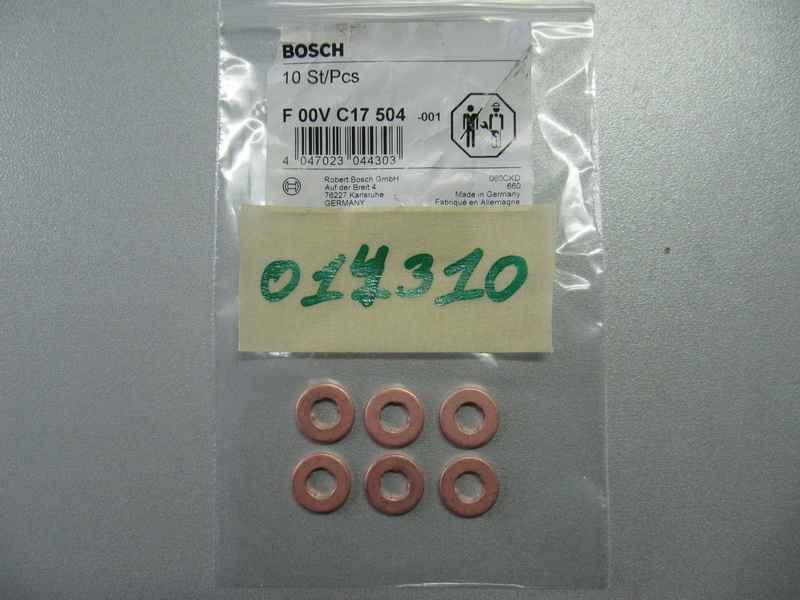 BOSCH
10 St/Pcs
F 00V C17 504 -001
4 047023 044303
Robert Bosch GmbH
Auf der Breit 4
76227 Karlsruhe
GERMANY
080CKD
660
Made in Germany
Fabriqué en Allemagne
014310